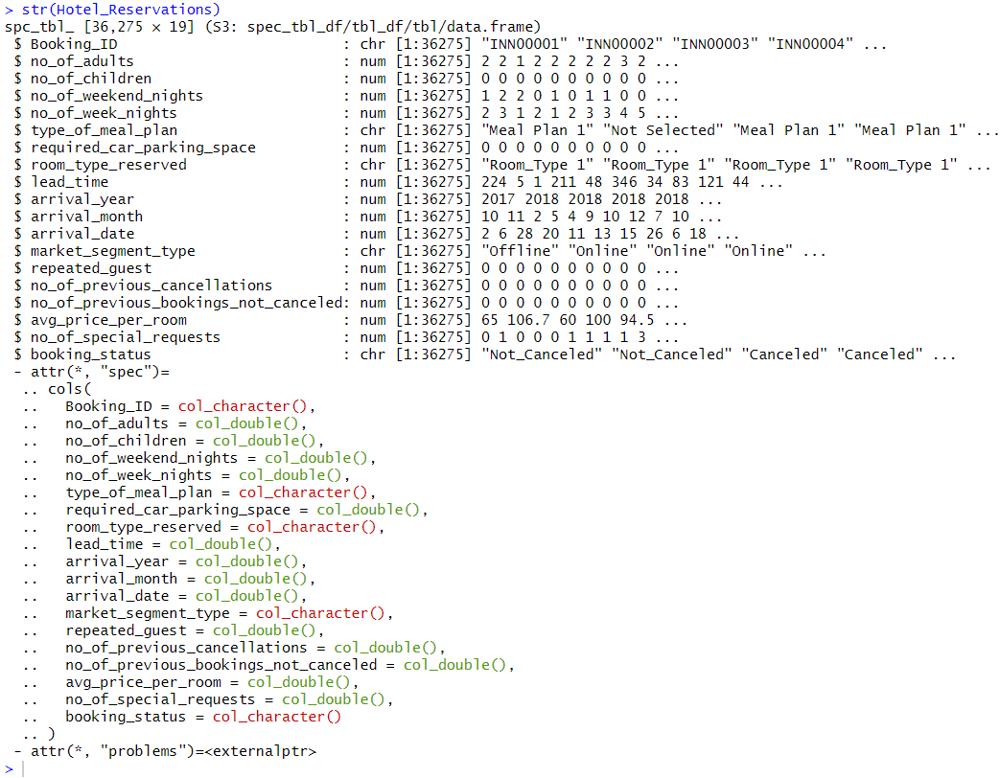 > str(Hotel_Reservations)
spc_tbl_ [36,275 × 19] (S3: spec_tbl_df/tbl_df/tbl/data.frame)
 $ Booking_ID                          : chr [1:36275] "INN00001" "INN00002" "INN00003" "INN00004" ...
 $ no_of_adults                        : num [1:36275] 2 2 1 2 2 2 2 2 3 2 ...
 $ no_of_children                      : num [1:36275] 0 0 0 0 0 0 0 0 0 0 ...
 $ no_of_weekend_nights                : num [1:36275] 1 2 2 0 1 0 1 1 0 0 ...
 $ no_of_week_nights                   : num [1:36275] 2 3 1 2 1 2 3 3 4 5 ...
 $ type_of_meal_plan                   : chr [1:36275] "Meal Plan 1" "Not Selected" "Meal Plan 1" "Meal Plan 1" ...
 $ required_car_parking_space          : num [1:36275] 0 0 0 0 0 0 0 0 0 0 ...
 $ room_type_reserved                  : chr [1:36275] "Room_Type 1" "Room_Type 1" "Room_Type 1" "Room_Type 1" ...
 $ lead_time                           : num [1:36275] 224 5 1 211 48 346 34 83 121 44 ...
 $ arrival_year                        : num [1:36275] 2017 2018 2018 2018 2018 ...
 $ arrival_month                       : num [1:36275] 10 11 2 5 4 9 10 12 7 10 ...
 $ arrival_date                        : num [1:36275] 2 6 28 20 11 13 15 26 6 18 ...
 $ market_segment_type                 : chr [1:36275] "Offline" "Online" "Online" "Online" ...
 $ repeated_guest                      : num [1:36275] 0 0 0 0 0 0 0 0 0 0 ...
 $ no_of_previous_cancellations        : num [1:36275] 0 0 0 0 0 0 0 0 0 0 ...
 $ no_of_previous_bookings_not_canceled: num [1:36275] 0 0 0 0 0 0 0 0 0 0 ...
 $ avg_price_per_room                  : num [1:36275] 65 106.7 60 100 94.5 ...
 $ no_of_special_requests              : num [1:36275] 0 1 0 0 0 1 1 1 1 3 ...
 $ booking_status                      : chr [1:36275] "Not_Canceled" "Not_Canceled" "Canceled" "Canceled" ...
 - attr(*, "spec")=
  .. cols(
  ..   Booking_ID = col_character(),
  ..   no_of_adults = col_double(),
  ..   no_of_children = col_double(),
  ..   no_of_weekend_nights = col_double(),
  ..   no_of_week_nights = col_double(),
  ..   type_of_meal_plan = col_character(),
  ..   required_car_parking_space = col_double(),
  ..   room_type_reserved = col_character(),
  ..   lead_time = col_double(),
  ..   arrival_year = col_double(),
  ..   arrival_month = col_double(),
  ..   arrival_date = col_double(),
  ..   market_segment_type = col_character(),
  ..   repeated_guest = col_double(),
  ..   no_of_previous_cancellations = col_double(),
  ..   no_of_previous_bookings_not_canceled = col_double(),
  ..   avg_price_per_room = col_double(),
  ..   no_of_special_requests = col_double(),
  ..   booking_status = col_character()
  .. )
 - attr(*, "problems")=<externalptr>
>